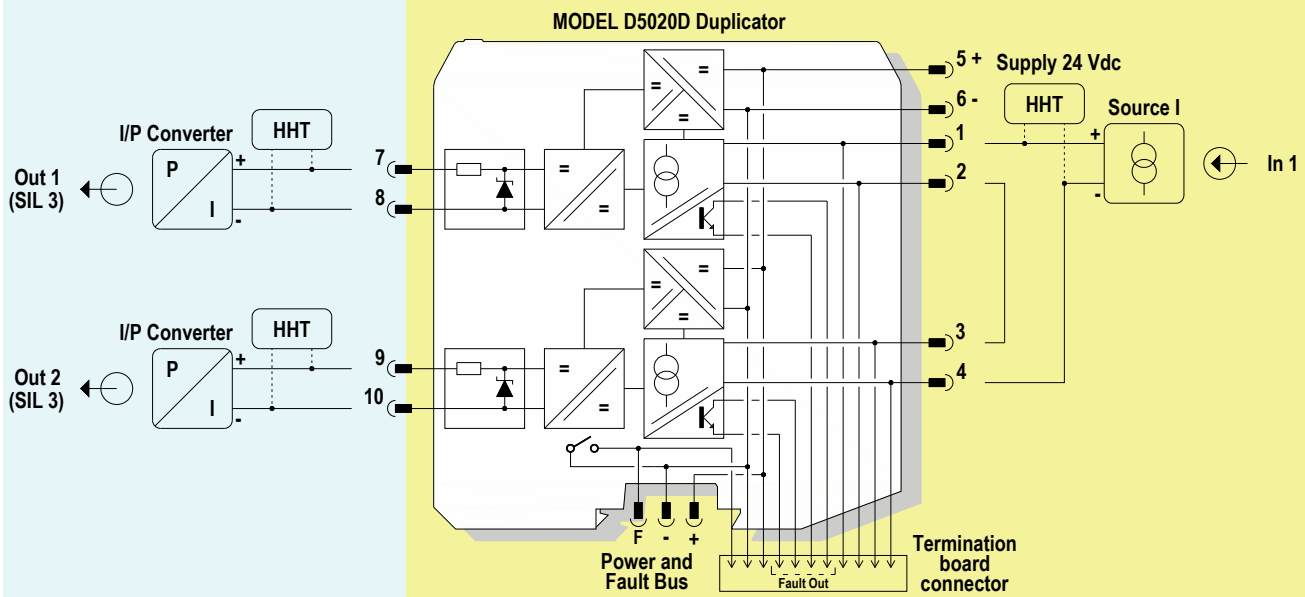 MODEL D5020D Duplicator
5 + Supply 24 Vdc
6 -
HHT
Source I
I/P Converter
HHT
1
+
-
In 1
Out 1
(SIL 3)
P
I
+
-
7
8
=
=
=
=
=
2
I/P Converter
HHT
Out 2
(SIL 3)
P
I
+
-
9
10
=
=
=
=
=
3
4
F - +
Power and
Fault Bus
Fault Out
Termination
board
connector